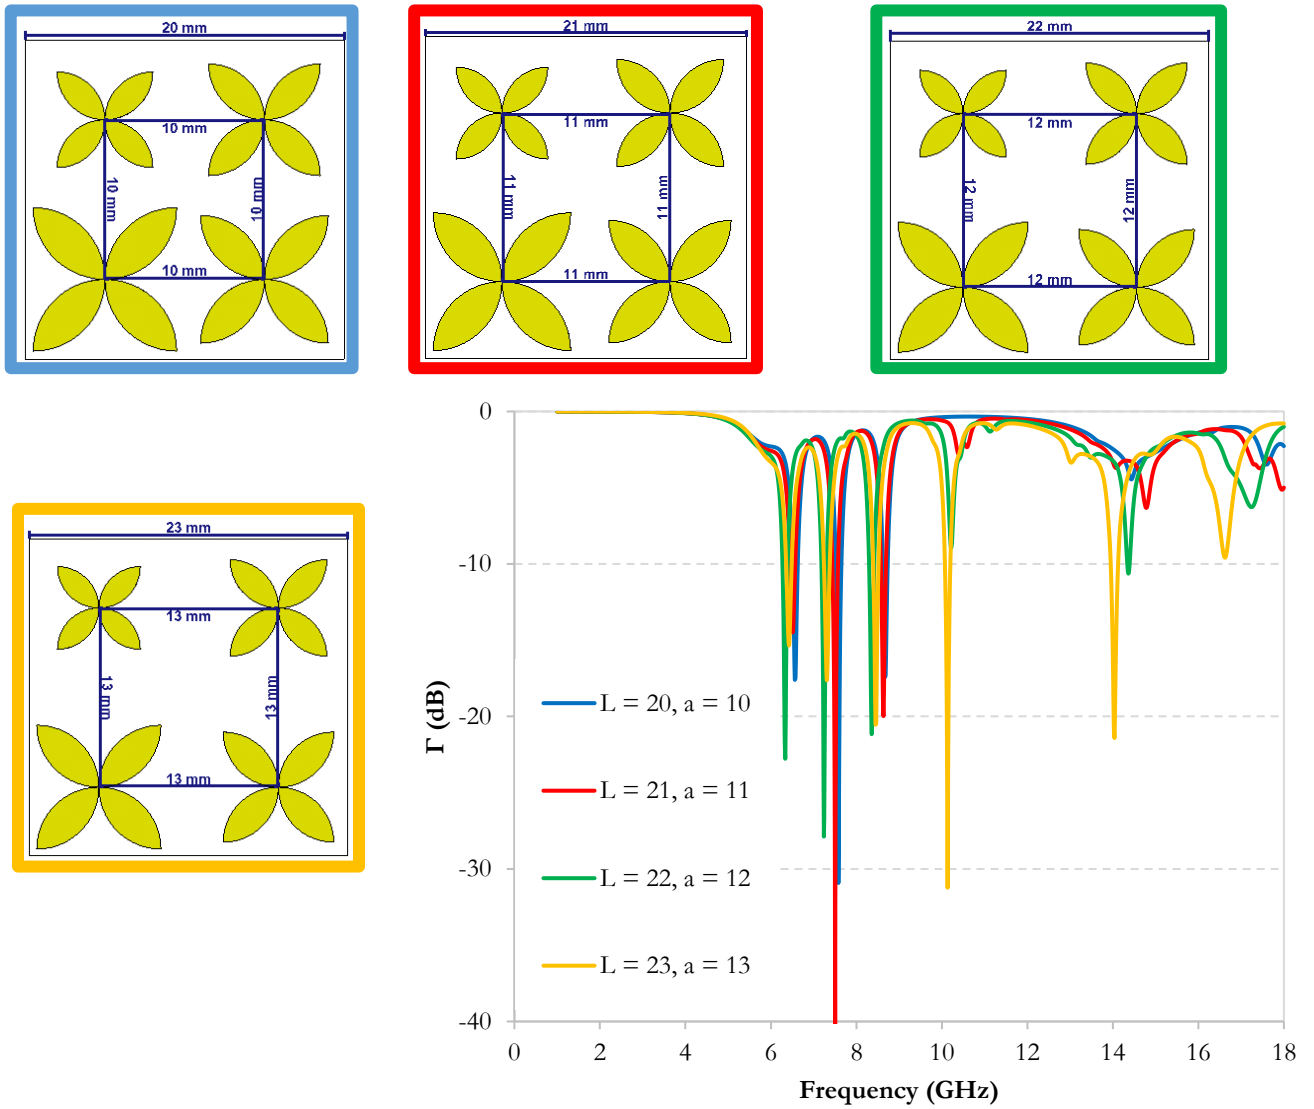 20 mm
10 mm
10 mm
10 mm
10 mm
21 mm
11 mm
11 mm
11 mm
11 mm
22 mm
12 mm
12 mm
12 mm
12 mm
23 mm
13 mm
13 mm
13 mm
13 mm
0
-10
-20
-30
-40
Γ (dB)
L = 20, a = 10
L = 21, a = 11
L = 22, a = 12
L = 23, a = 13
0 2 4 6 8 10 12 14 16 18
Frequency (GHz)